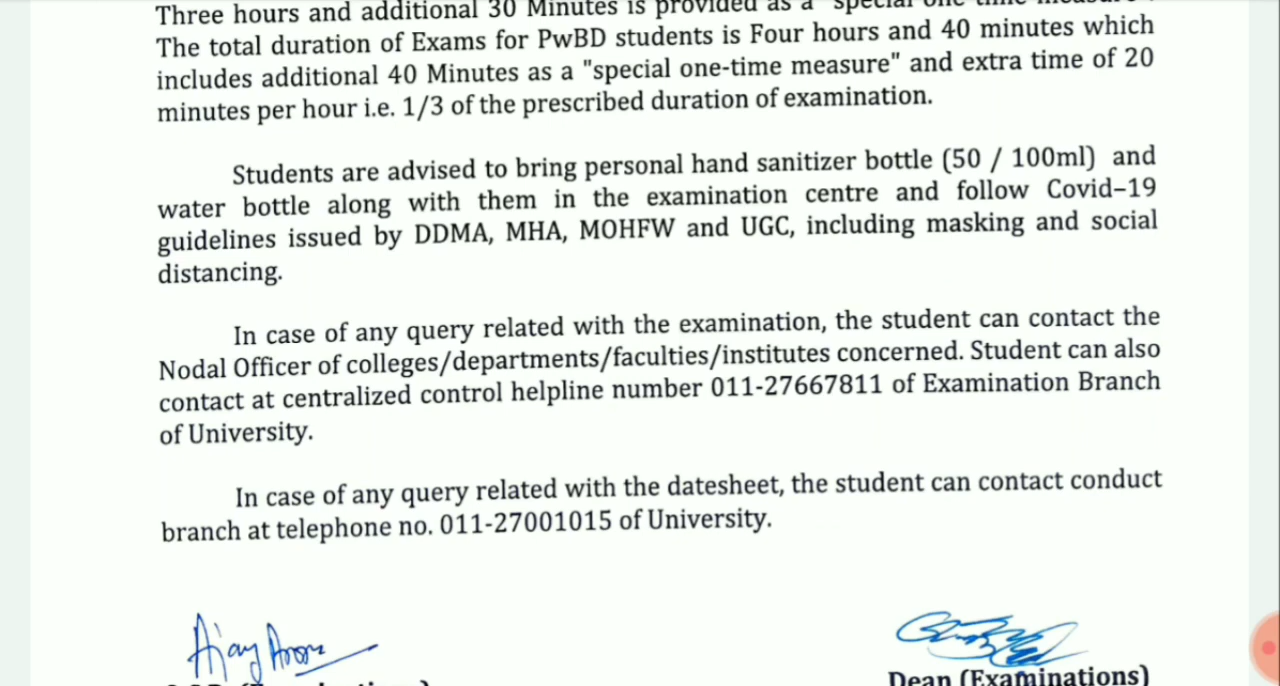 Three hours and additional 30 Minutes is provided as a "special one-time measure".
The total duration of Exams for PwBD students is Four hours and 40 minutes which
includes additional 40 Minutes as a "special one-time measure" and extra time of 20
minutes per hour i.e. 1/3 of the prescribed duration of examination.
Students are advised to bring personal hand sanitizer bottle (50 / 100ml) and
water bottle along with them in the examination centre and follow Covid–19
guidelines issued by DDMA, MHA, MOHFW and UGC, including masking and social
distancing.
In case of any query related with the examination, the student can contact the
Nodal Officer of colleges/departments/faculties/institutes concerned. Student can also
contact at centralized control helpline number 011-27667811 of Examination Branch
of University.
In case of any query related with the datesheet, the student can contact conduct
branch at telephone no. 011-27001015 of University.
Ajay Arora
Dean (Examinations)